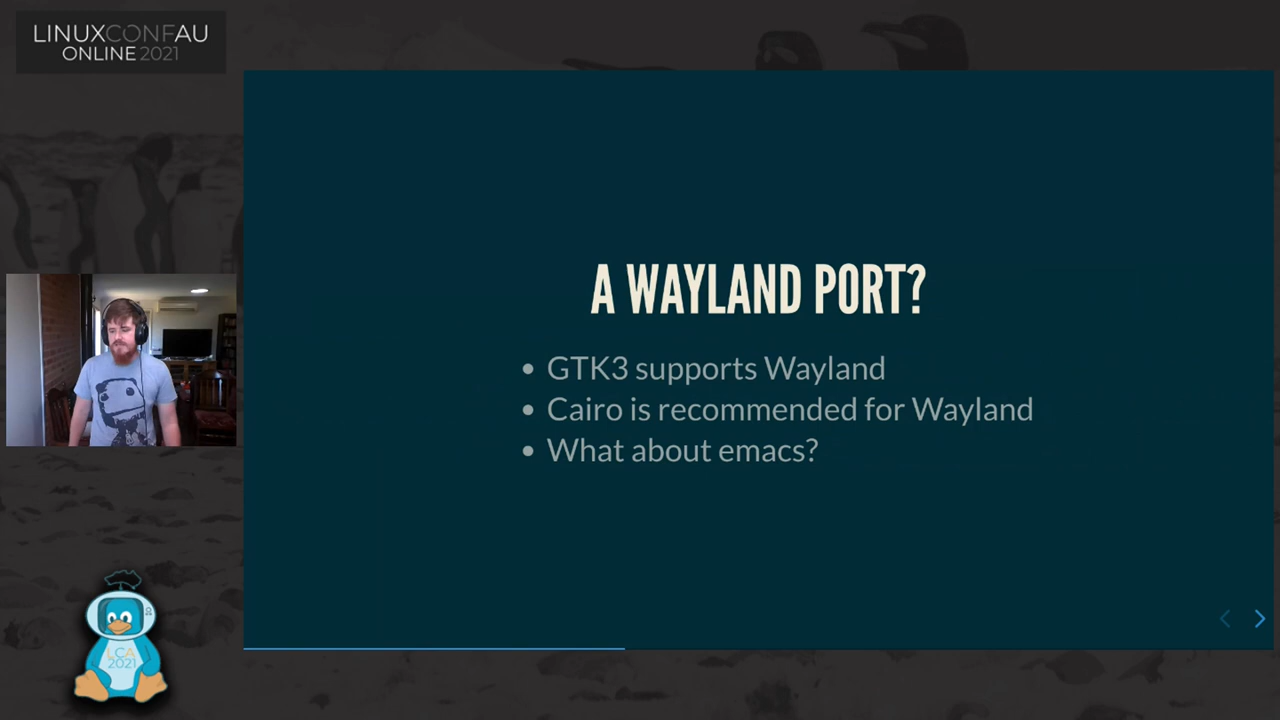 LINUXCONFAU
ONLINE 2021
A WAYLAND PORT?
• GTK3 supports Wayland
• Cairo is recommended for Wayland
• What about emacs?
LCA
2021